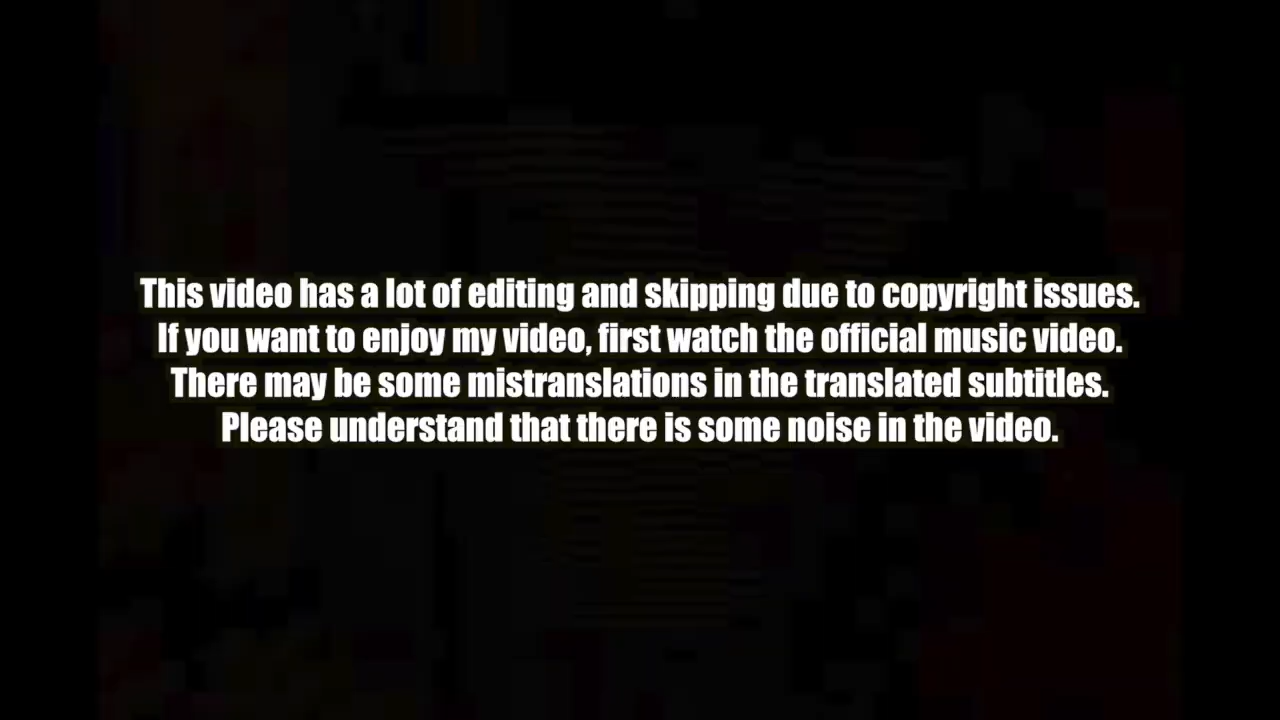 This video has a lot of editing and skipping due to copyright issues.
If you want to enjoy my video, first watch the official music video.
There may be some mistranslations in the translated subtitles.
Please understand that there is some noise in the video.